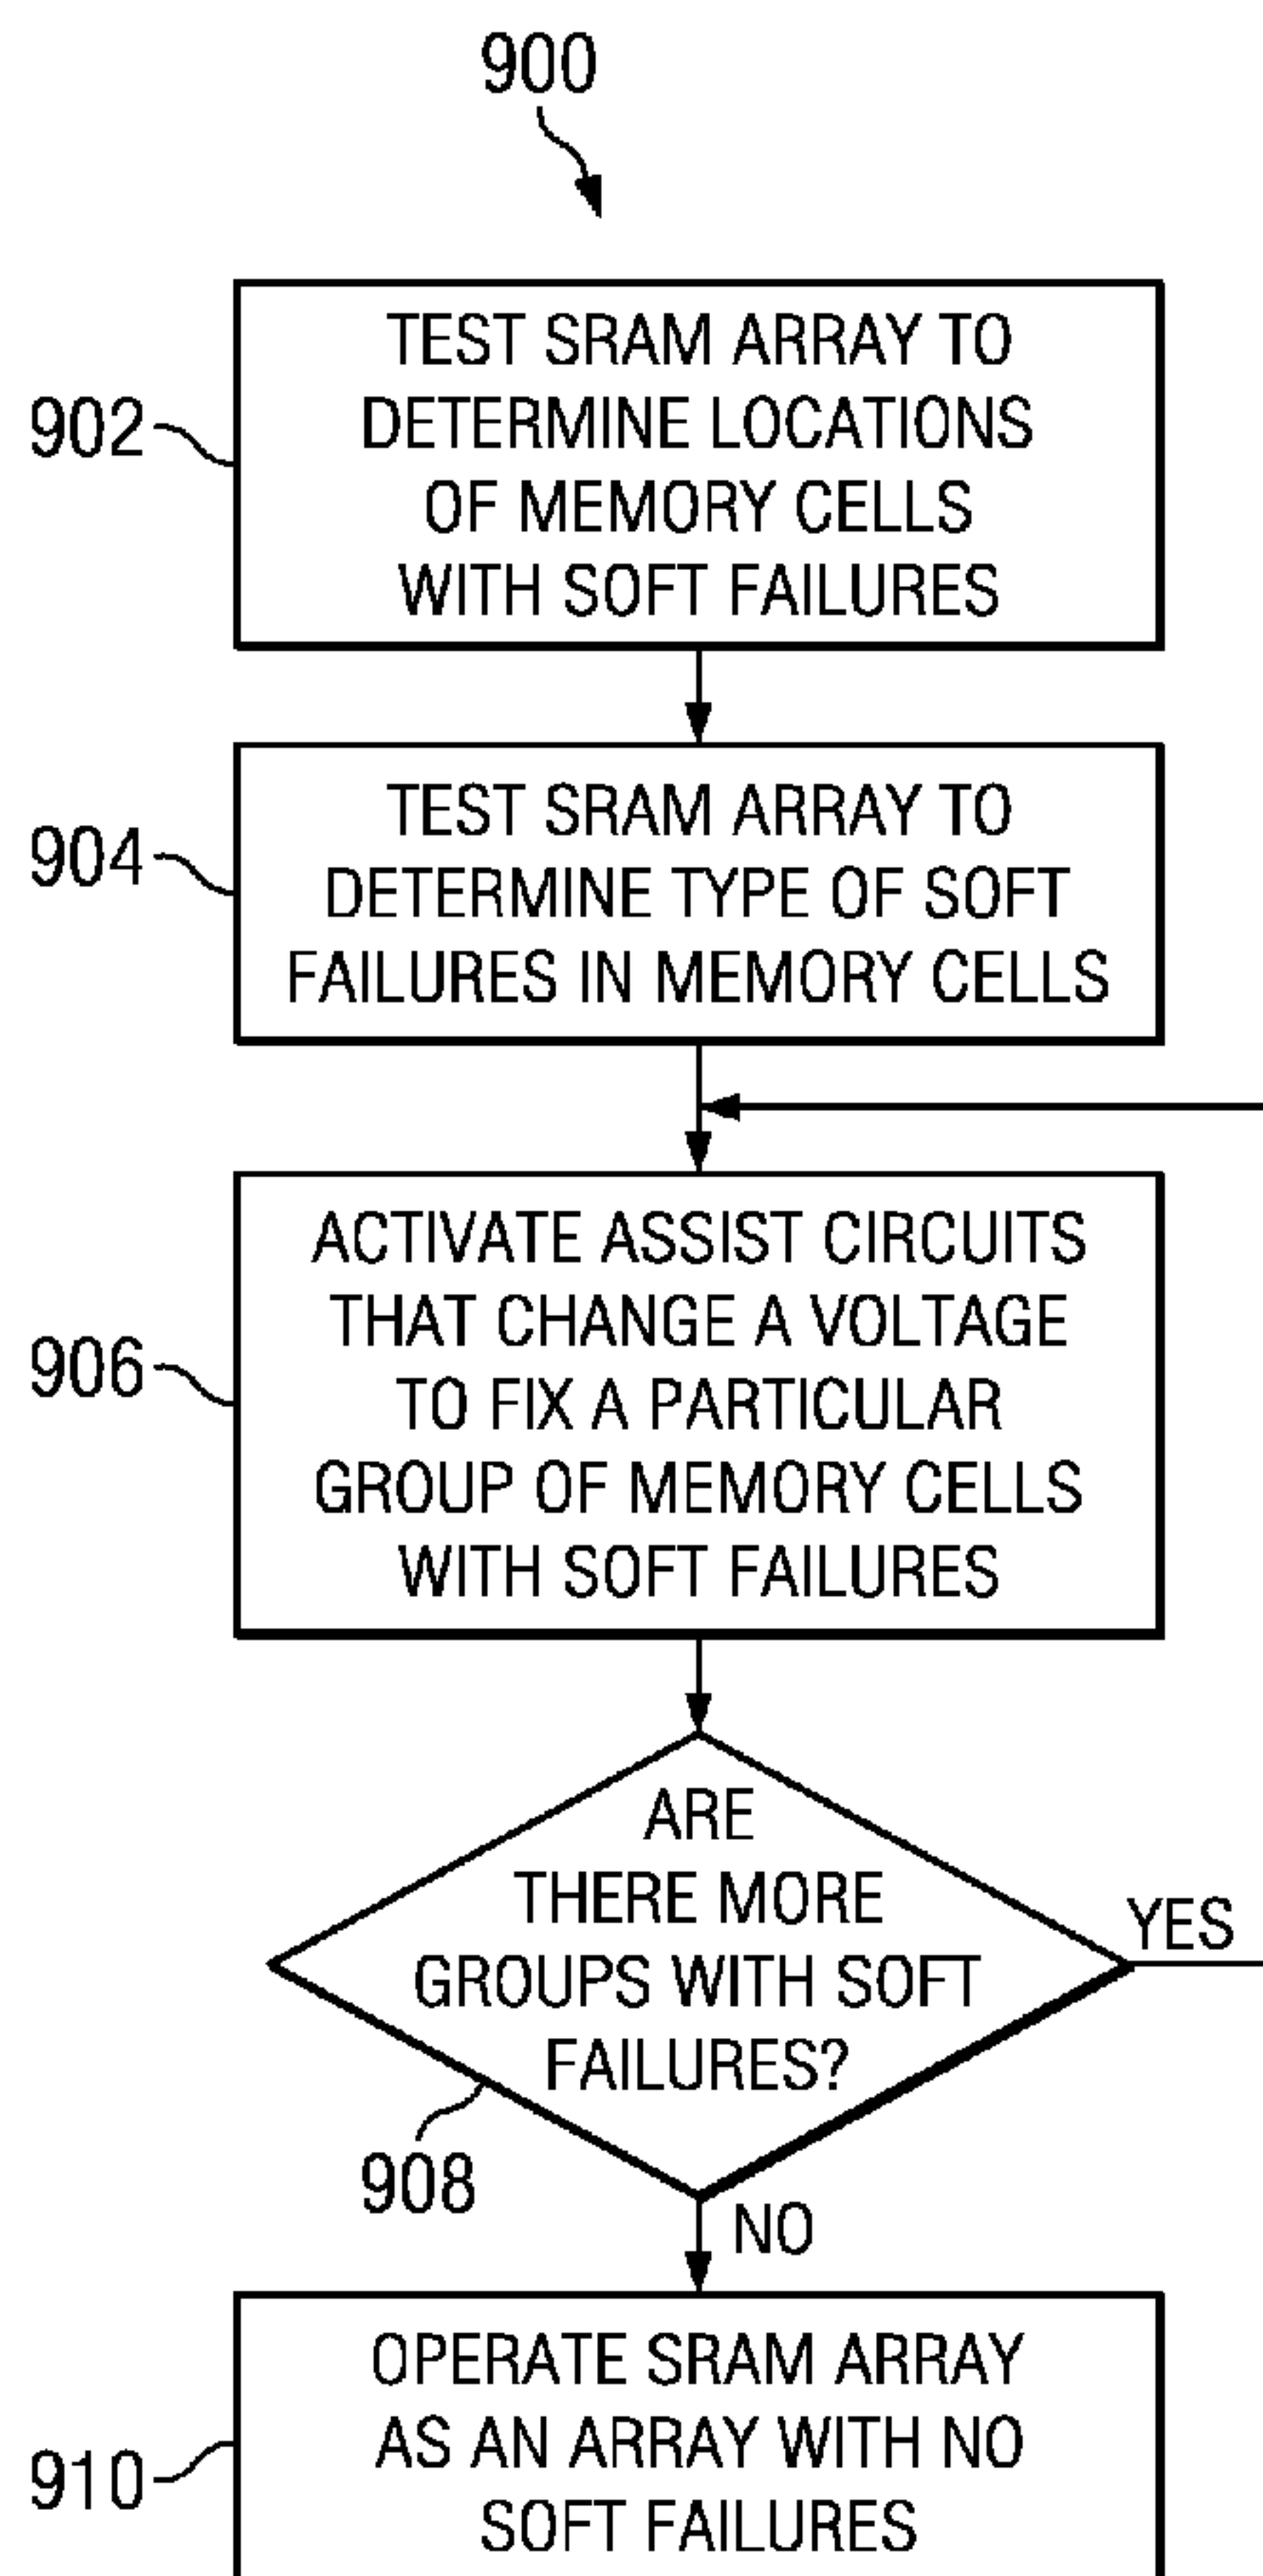 900
902
TEST SRAM ARRAY TO
DETERMINE LOCATIONS
OF MEMORY CELLS
WITH SOFT FAILURES
904
TEST SRAM ARRAY TO
DETERMINE TYPE OF SOFT
FAILURES IN MEMORY CELLS
906
ACTIVATE ASSIST CIRCUITS
THAT CHANGE A VOLTAGE
TO FIX A PARTICULAR
GROUP OF MEMORY CELLS
WITH SOFT FAILURES
ARE
THERE MORE
GROUPS WITH SOFT
FAILURES?
YES
908
NO
910
OPERATE SRAM ARRAY
AS AN ARRAY WITH NO
SOFT FAILURES